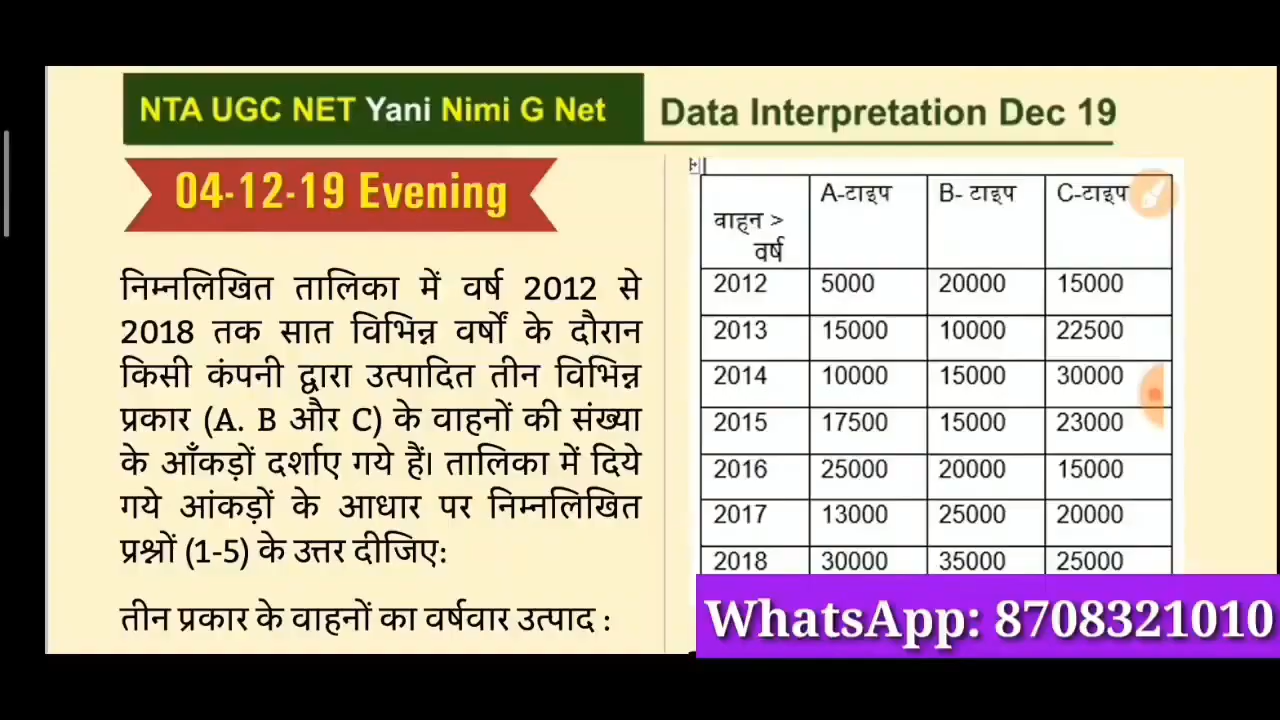 NTA UGC NET Yani Nimi G Net
Data Interpretation Dec 19
04-12-19 Evening
निम्नलिखित तालिका में वर्ष 2012 से
2018 तक सात विभिन्न वर्षों के दौरान
किसी कंपनी द्वारा उत्पादित तीन विभिन्न
प्रकार (A. B और C) के वाहनों की संख्या
के आँकड़ों दर्शाए गये हैं। तालिका में दिये
गये आंकड़ों के आधार पर निम्नलिखित
प्रश्नों (1-5) के उत्तर दीजिए:
तीन प्रकार के वाहनों का वर्षवार उत्पाद :
A-टाइप B- टाइप C-टाइप
वाहन >
वर्ष
2012 5000 20000 15000
2013 15000 10000 22500
2014 10000 15000 30000
2015 17500 15000 23000
2016 25000 20000 15000
2017 13000 25000 20000
2018 30000 35000 25000
WhatsApp: 8708321010